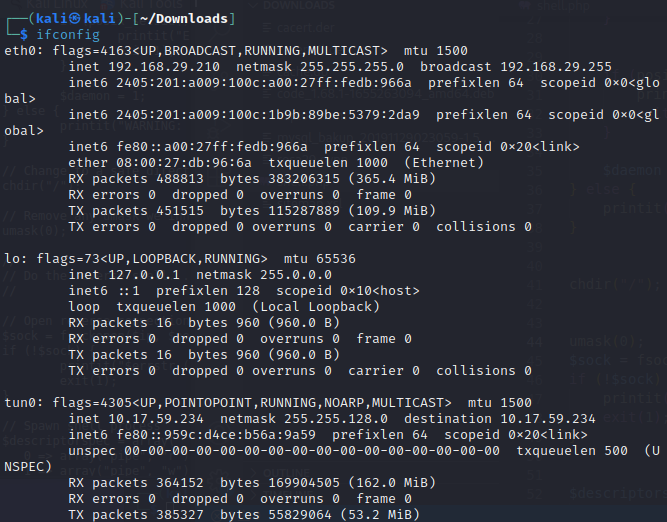 ┌──(kali㉿kali)-[~/Downloads]
└─$ ifconfig
eth0: flags=4163<UP,BROADCAST,RUNNING,MULTICAST>  mtu 1500
        inet 192.168.29.210  netmask 255.255.255.0  broadcast 192.168.29.255
        inet6 2405:201:a009:100c:a00:27ff:fedb:966a  prefixlen 64  scopeid 0×0<glo
bal>
        inet6 2405:201:a009:100c:1b9b:89be:5379:2da9  prefixlen 64  scopeid 0×0<gl
obal>
        inet6 fe80::a00:27ff:fedb:966a  prefixlen 64  scopeid 0×20<link>
        ether 08:00:27:db:96:6a  txqueuelen 1000  (Ethernet)
        RX packets 488813  bytes 383206315 (365.4 MiB)
        RX errors 0  dropped 0  overruns 0  frame 0
        TX packets 451515  bytes 115287889 (109.9 MiB)
        TX errors 0  dropped 0 overruns 0  carrier 0  collisions 0
lo: flags=73<UP,LOOPBACK,RUNNING>  mtu 65536
        inet 127.0.0.1  netmask 255.0.0.0
        inet6 ::1  prefixlen 128  scopeid 0×10<host>
        loop  txqueuelen 1000  (Local Loopback)
        RX packets 16  bytes 960 (960.0 B)
        RX errors 0  dropped 0  overruns 0  frame 0
        TX packets 16  bytes 960 (960.0 B)
        TX errors 0  dropped 0 overruns 0  carrier 0  collisions 0
tun0: flags=4305<UP,POINTOPOINT,RUNNING,NOARP,MULTICAST>  mtu 1500
        inet 10.17.59.234  netmask 255.255.128.0  destination 10.17.59.234
        inet6 fe80::959c:d4ce:b56a:9a59  prefixlen 64  scopeid 0×20<link>
        unspec 00-00-00-00-00-00-00-00-00-00-00-00-00-00-00-00  txqueuelen 500  (U
NSPEC)
        RX packets 364152  bytes 169904505 (162.0 MiB)
        RX errors 0  dropped 0  overruns 0  frame 0
        TX packets 385327  bytes 55829064 (53.2 MiB)